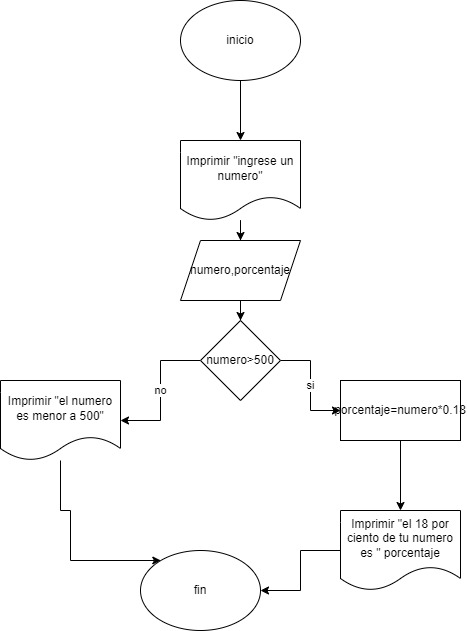 inicio
Imprimir "ingrese un
numero"
numero,porcentaje
numero>500
no
si
Imprimir "el numero
es menor a 500"
porcentaje=numero*0.18
Imprimir "el 18 por
ciento de tu numero
es " porcentaje
fin